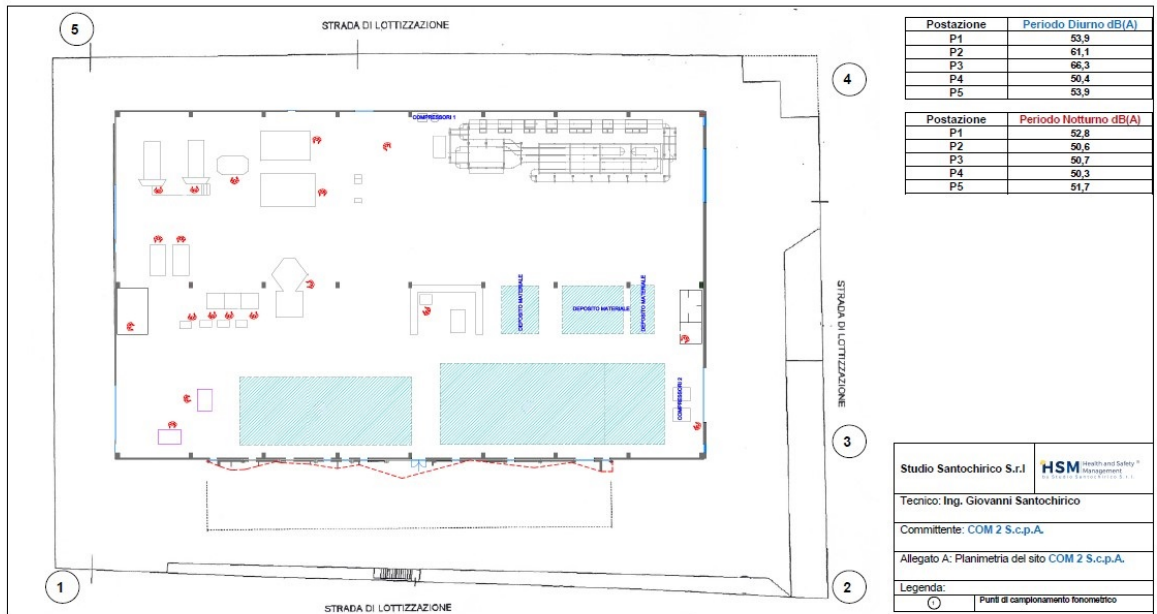 5
STRADA DI LOTTIZZAZIONE
4
COMPRESSORI 1
DEPOSITO MATERIALE
DEPOSITO MATERIALE
DEPOSITO MATERIALE
COMPRESSORI 2
STRADA DI LOTTIZZAZIONE
3
1
2
STRADA DI LOTTIZZAZIONE
Postazione Periodo Diurno dB(A)
P1 53,9
P2 61,1
P3 66,3
P4 50,4
P5 53,9
Postazione Periodo Notturno dB(A)
P1 52,8
P2 50,6
P3 50,7
P4 50,3
P5 51,7
Studio Santochirico S.r.l
HSM Health and Safety
Management
by Studio Santochirico S.r.l.
Tecnico: Ing. Giovanni Santochirico
Committente: COM 2 S.c.p.A.
Allegato A: Planimetria del sito COM 2 S.c.p.A.
Legenda:
1 Punti di campionamento fonometrico